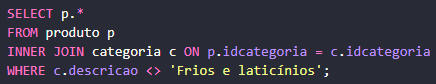 SELECT p.*
FROM produto p
INNER JOIN categoria c ON p.idcategoria = c.idcategoria
WHERE c.descricao <> 'Frios e laticínios';